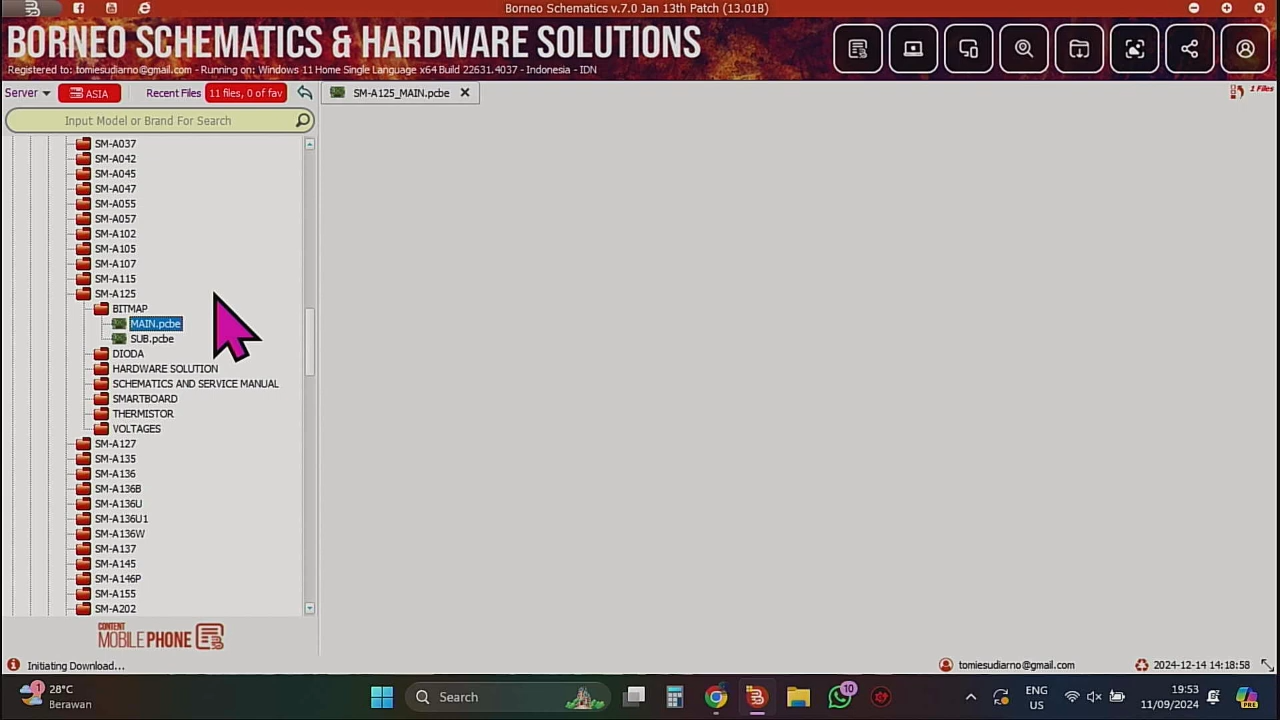 Borneo Schematics v.7.0 Jan 13th Patch (13.01B)
BORNEO SCHEMATICS & HARDWARE SOLUTIONS
Registered to: tomiesudiarno@gmail.com - Running on: Windows 11 Home Single Language x64 Build 22631.4037 - Indonesia - IDN
Server ASIA Recent Files 11 files, 0 of fav
SM-A125_MAIN.pcbe
1 Files
Input Model or Brand For Search
SM-A037
SM-A042
SM-A045
SM-A047
SM-A055
SM-A057
SM-A102
SM-A105
SM-A107
SM-A115
SM-A125
BITMAP
MAIN.pcbe
SUB.pcbe
DIODA
HARDWARE SOLUTION
SCHEMATICS AND SERVICE MANUAL
SMARTBOARD
THERMISTOR
VOLTAGES
SM-A127
SM-A135
SM-A136
SM-A136B
SM-A136U
SM-A136U1
SM-A136W
SM-A137
SM-A145
SM-A146P
SM-A155
SM-A202
CONTENT
MOBILE PHONE
Initiating Download...
tomiesudiarno@gmail.com
2024-12-14 14:18:58
1
28°C
Berawan
Search
10
ENG
US
19:53
11/09/2024
PRE